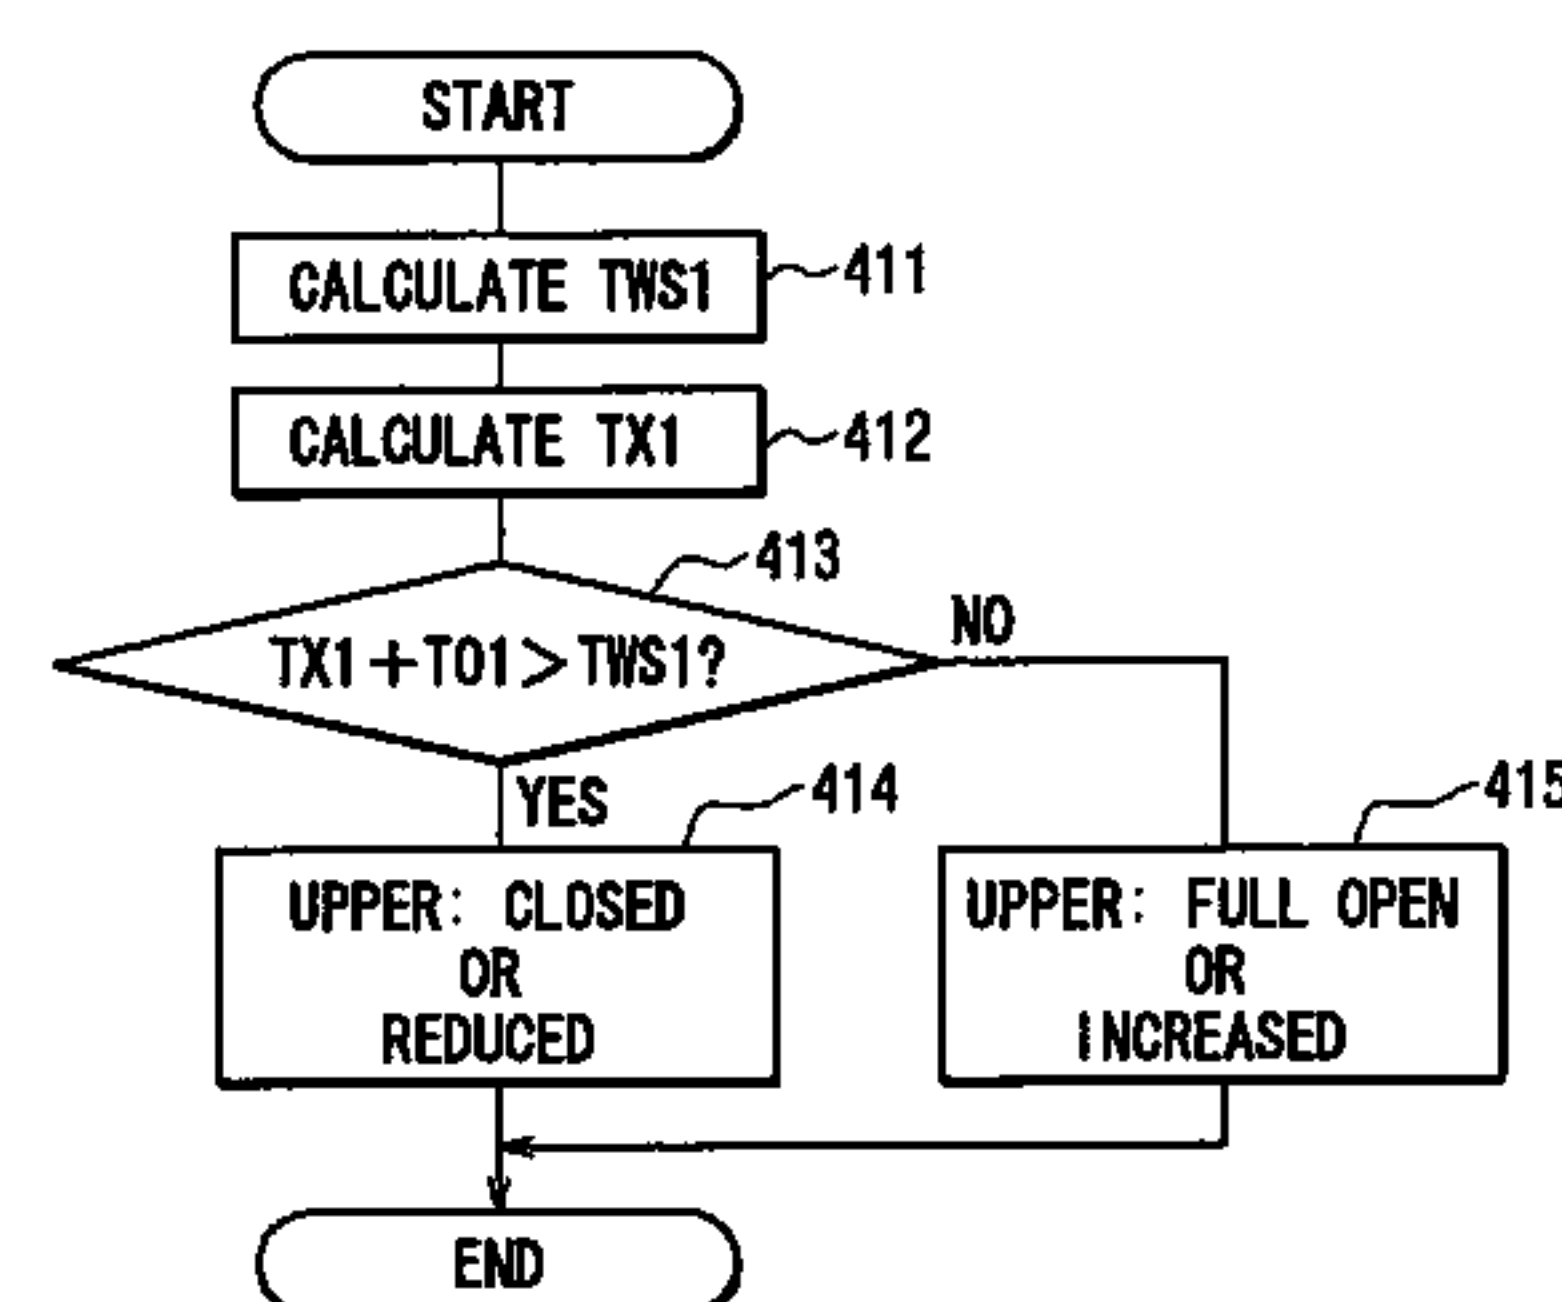 START
CALCULATE TWS1
411
CALCULATE TX1
412
413
TX1+TO1>TWS1?
NO
YES
414
415
UPPER: CLOSED
OR
REDUCED
UPPER: FULL OPEN
OR
INCREASED
END